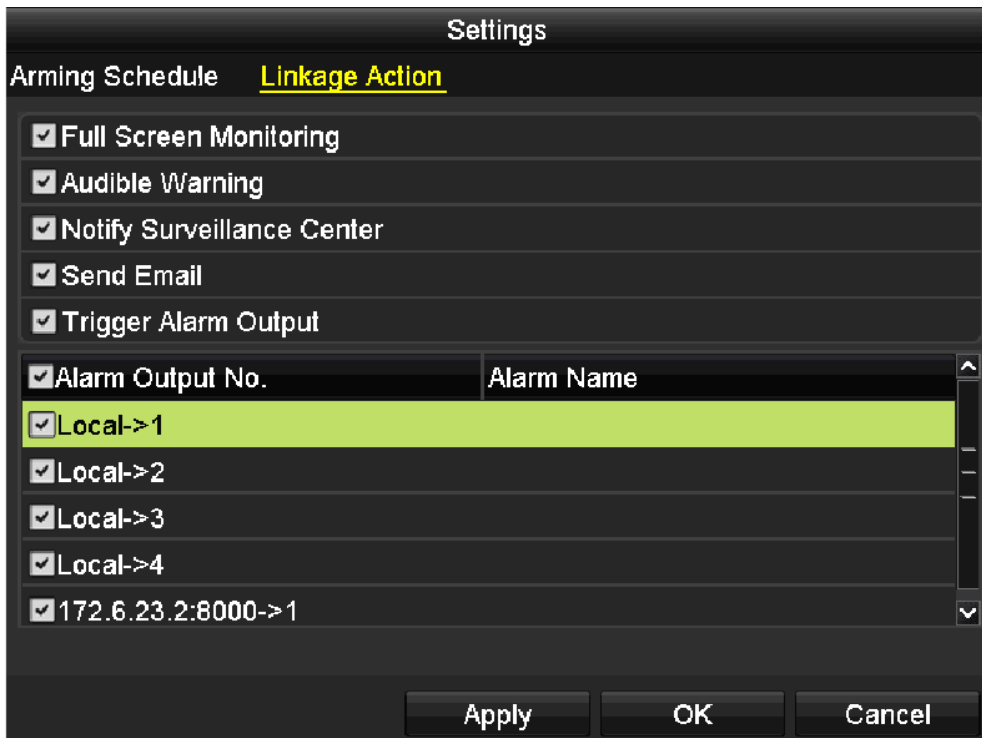 Settings
Arming Schedule Linkage Action
Full Screen Monitoring
Audible Warning
Notify Surveillance Center
Send Email
Trigger Alarm Output
Alarm Output No. Alarm Name
Local->1
Local->2
Local->3
Local->4
172.6.23.2:8000->1
Apply OK Cancel